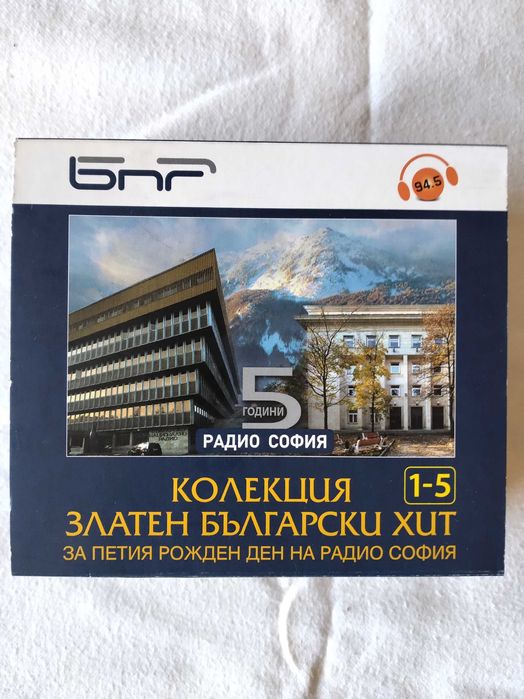 бнр
94.5
5
ГОДИНИ
РАДИО СОФИЯ
КОЛЕКЦИЯ 1-5
ЗЛАТЕН БЪЛГАРСКИ ХИТ
ЗА ПЕТИЯ РОЖДЕН ДЕН НА РАДИО СОФИЯ